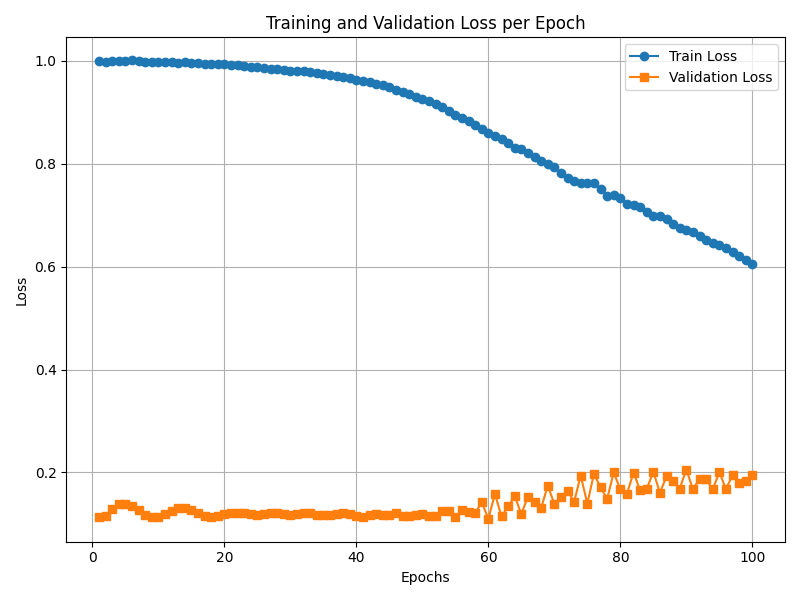 Training and Validation Loss per Epoch
Train Loss
Validation Loss
1.0
0.8
0.6
0.4
0.2
Loss
0 20 40 60 80 100
Epochs